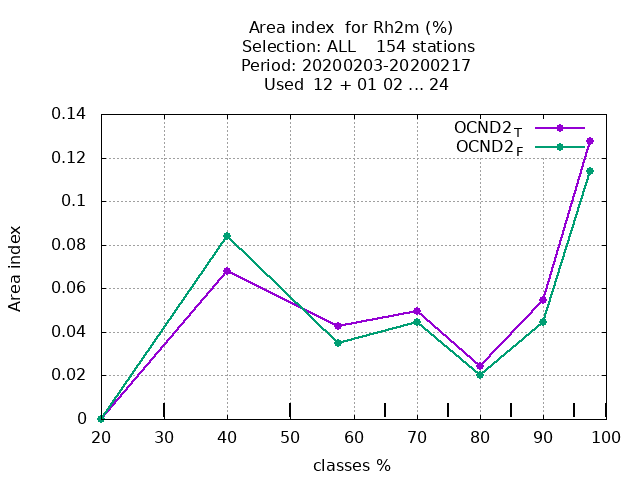 Area index  for Rh2m (%)
Selection: ALL    154 stations
Period: 20200203-20200217
Used  12 + 01 02 ... 24
OCND2T
OCND2F
0.14
0.12
0.1
0.08
0.06
0.04
0.02
0
Area index
20 30 40 50 60 70 80 90 100
classes %